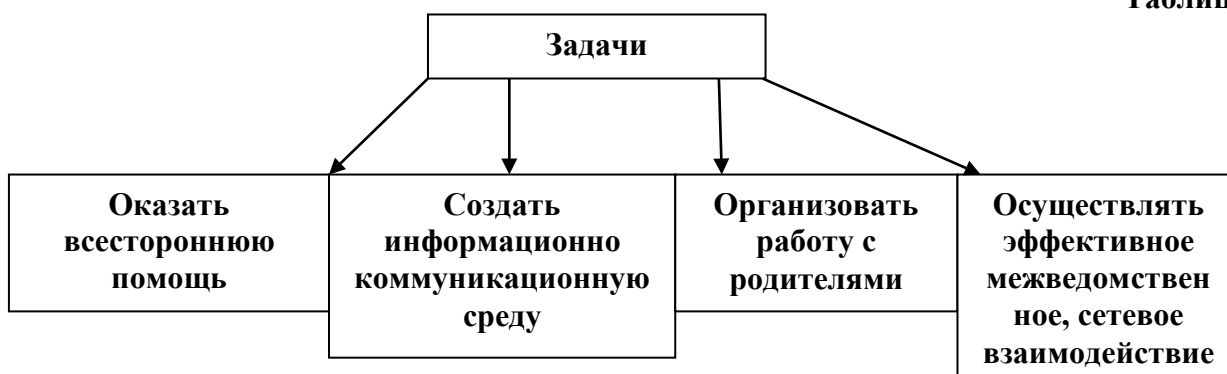 Задачи
Оказать
всестороннюю
помощь
Создать
информационно
коммуникационную
среду
Организовать
работу с
родителями
Осуществлять
эффективное
межведомствен
ное, сетевое
взаимодействие